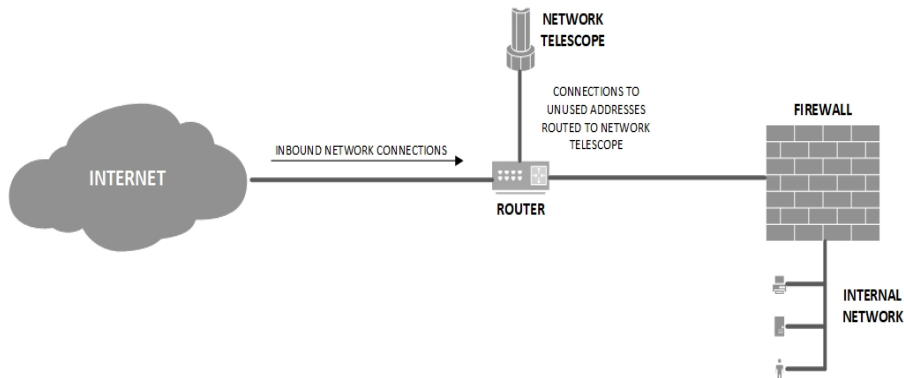 NETWORK
TELESCOPE
CONNECTIONS TO
UNUSED ADDRESSES
ROUTED TO NETWORK
TELESCOPE
FIREWALL
INBOUND NETWORK CONNECTIONS
INTERNET
ROUTER
INTERNAL
NETWORK